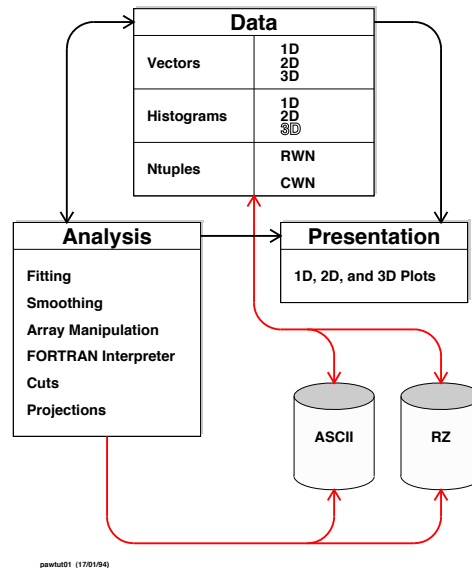 Data
Vectors
1D
2D
3D
Histograms
1D
2D
3D
Ntuples
RWN
CWN
Analysis
Fitting
Smoothing
Array Manipulation
FORTRAN Interpreter
Cuts
Projections
Presentation
1D, 2D, and 3D Plots
ASCII
RZ
pawtut01 (17/01/94)